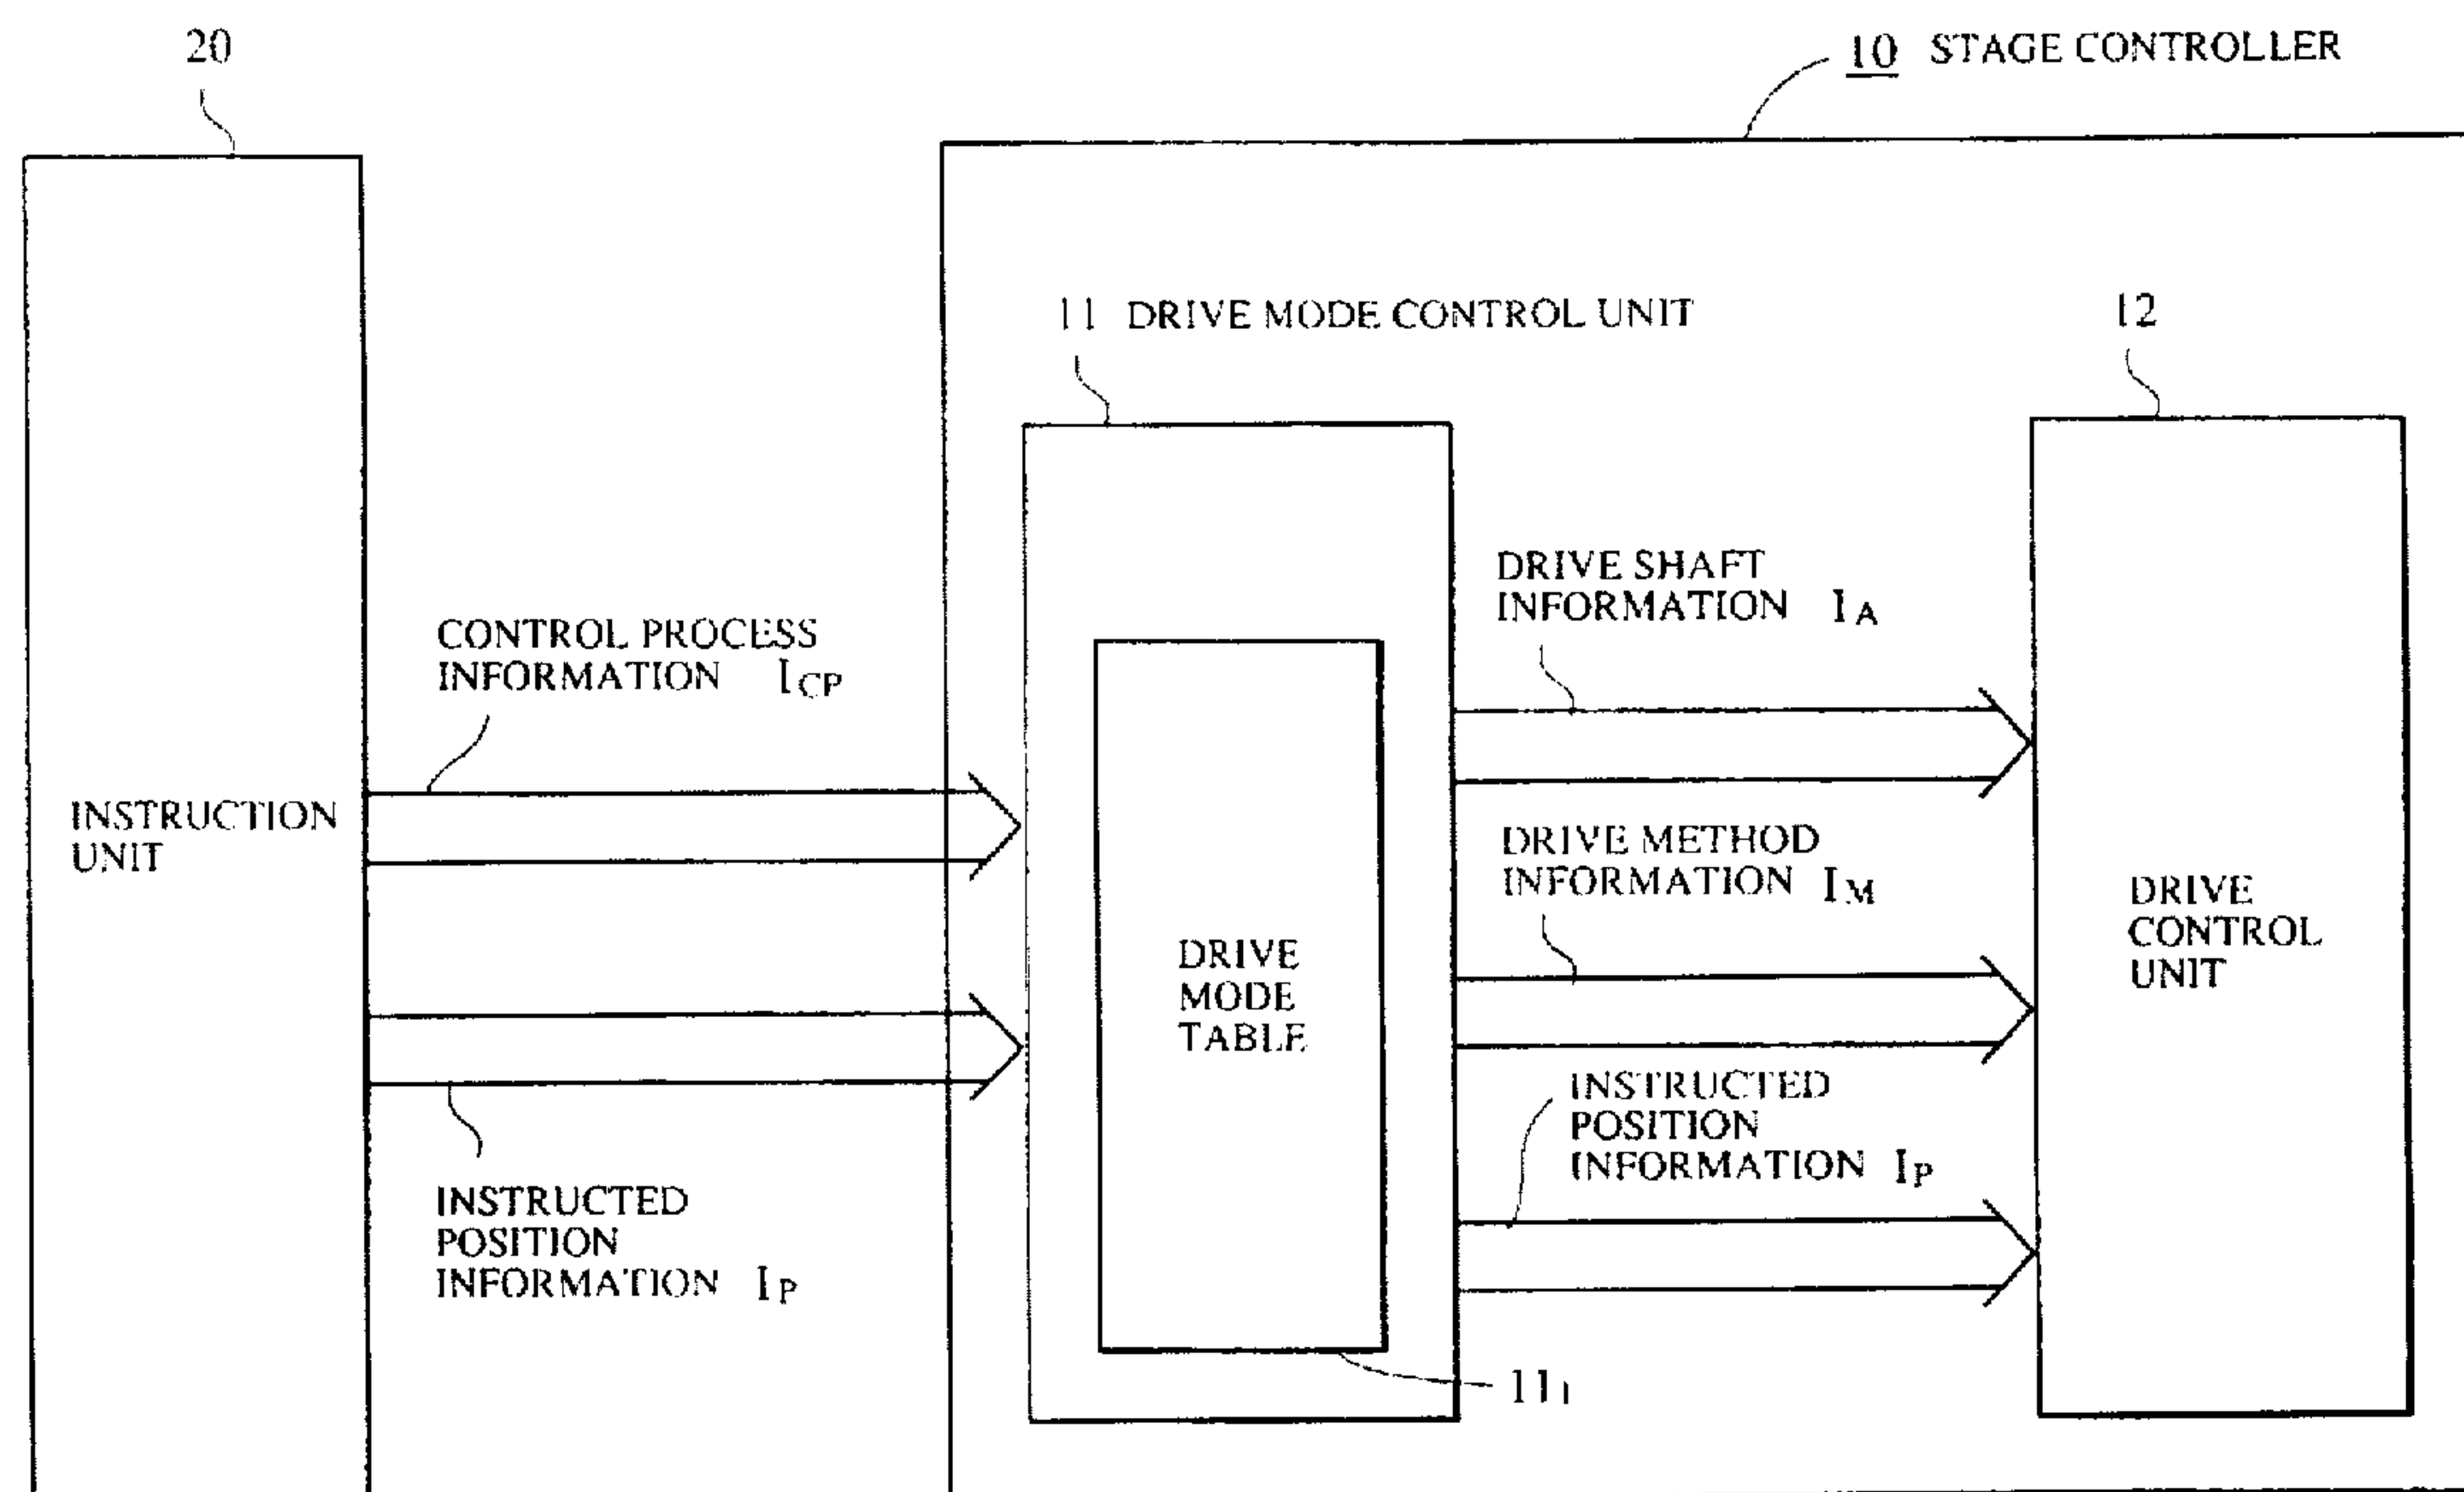 20
10 STAGE CONTROLLER
11 DRIVE MODE CONTROL UNIT
12
DRIVE SHAFT
INFORMATION IA
CONTROL PROCESS
INFORMATION ICP
INSTRUCTION
UNIT
DRIVE METHOD
INFORMATION IM
DRIVE
CONTROL
UNIT
DRIVE
MODE
TABLE
INSTRUCTED
POSITION
INFORMATION IP
INSTRUCTED
POSITION
INFORMATION IP
111